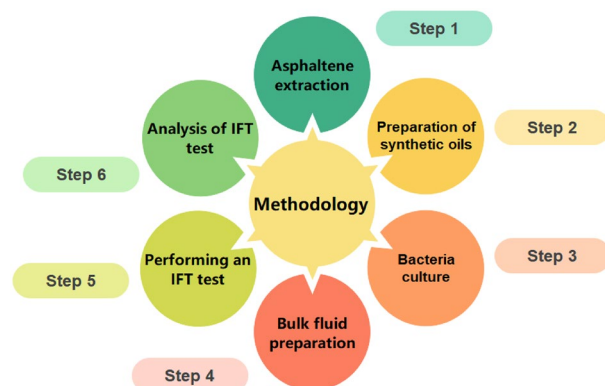 Step 1
Asphaltene
extraction
Step 2
Preparation of
synthetic oils
Step 3
Bacteria
culture
Step 4
Bulk fluid
preparation
Step 5
Performing an
IFT test
Step 6
Analysis of IFT
test
Methodology